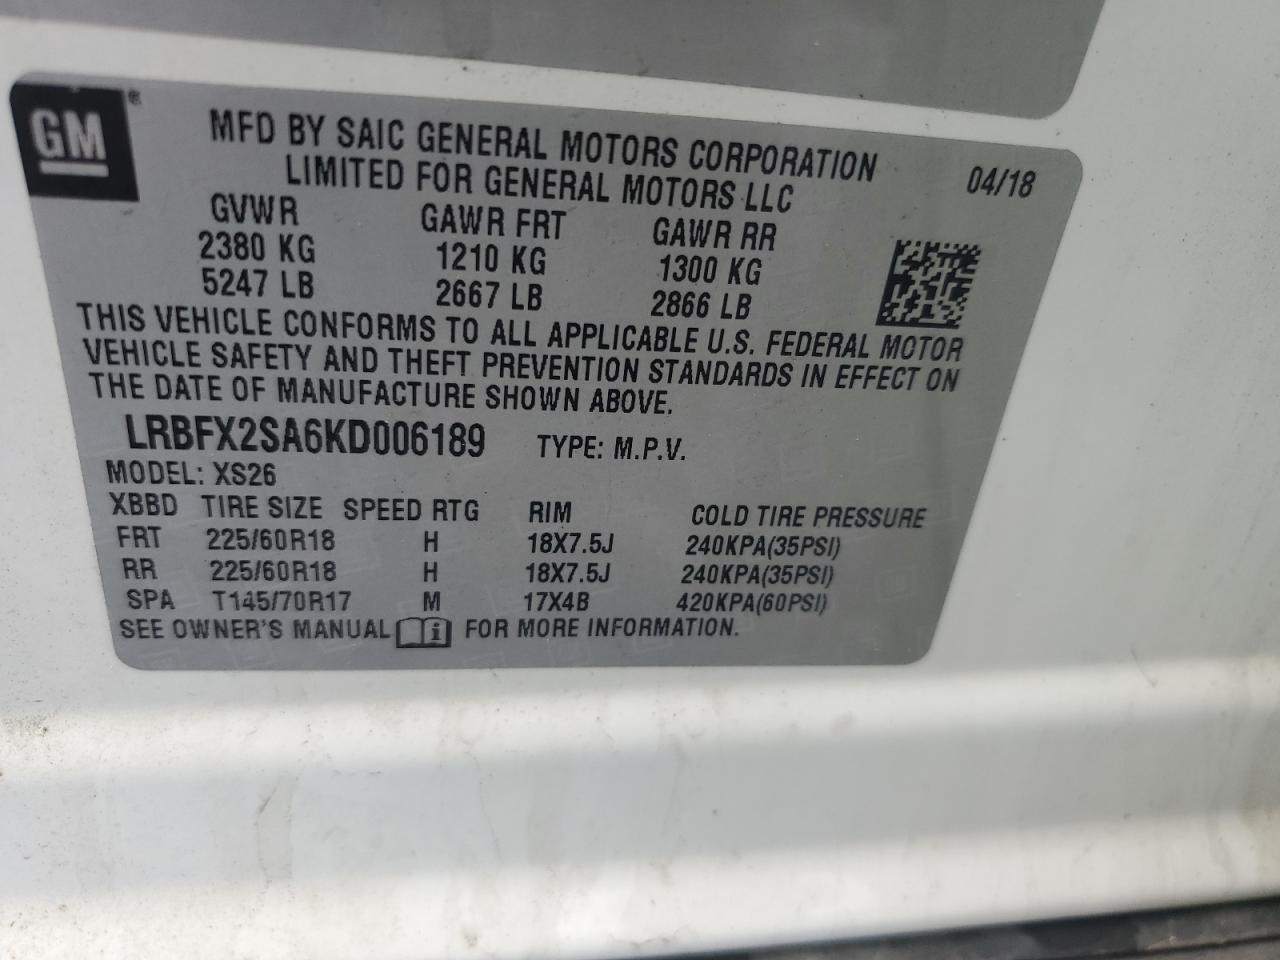 GM®
MFD BY SAIC GENERAL MOTORS CORPORATION
LIMITED FOR GENERAL MOTORS LLC
04/18
GVWR GAWR FRT GAWR RR
2380 KG 1210 KG 1300 KG
5247 LB 2667 LB 2866 LB
THIS VEHICLE CONFORMS TO ALL APPLICABLE U.S. FEDERAL MOTOR
VEHICLE SAFETY AND THEFT PREVENTION STANDARDS IN EFFECT ON
THE DATE OF MANUFACTURE SHOWN ABOVE.
LRBFX2SA6KD006189 TYPE: M.P.V.
MODEL: XS26
XBBD TIRE SIZE SPEED RTG RIM COLD TIRE PRESSURE
FRT 225/60R18 H 18X7.5J 240KPA(35PSI)
RR 225/60R18 H 18X7.5J 240KPA(35PSI)
SPA T145/70R17 M 17X4B 420KPA(60PSI)
SEE OWNER'S MANUAL i FOR MORE INFORMATION.